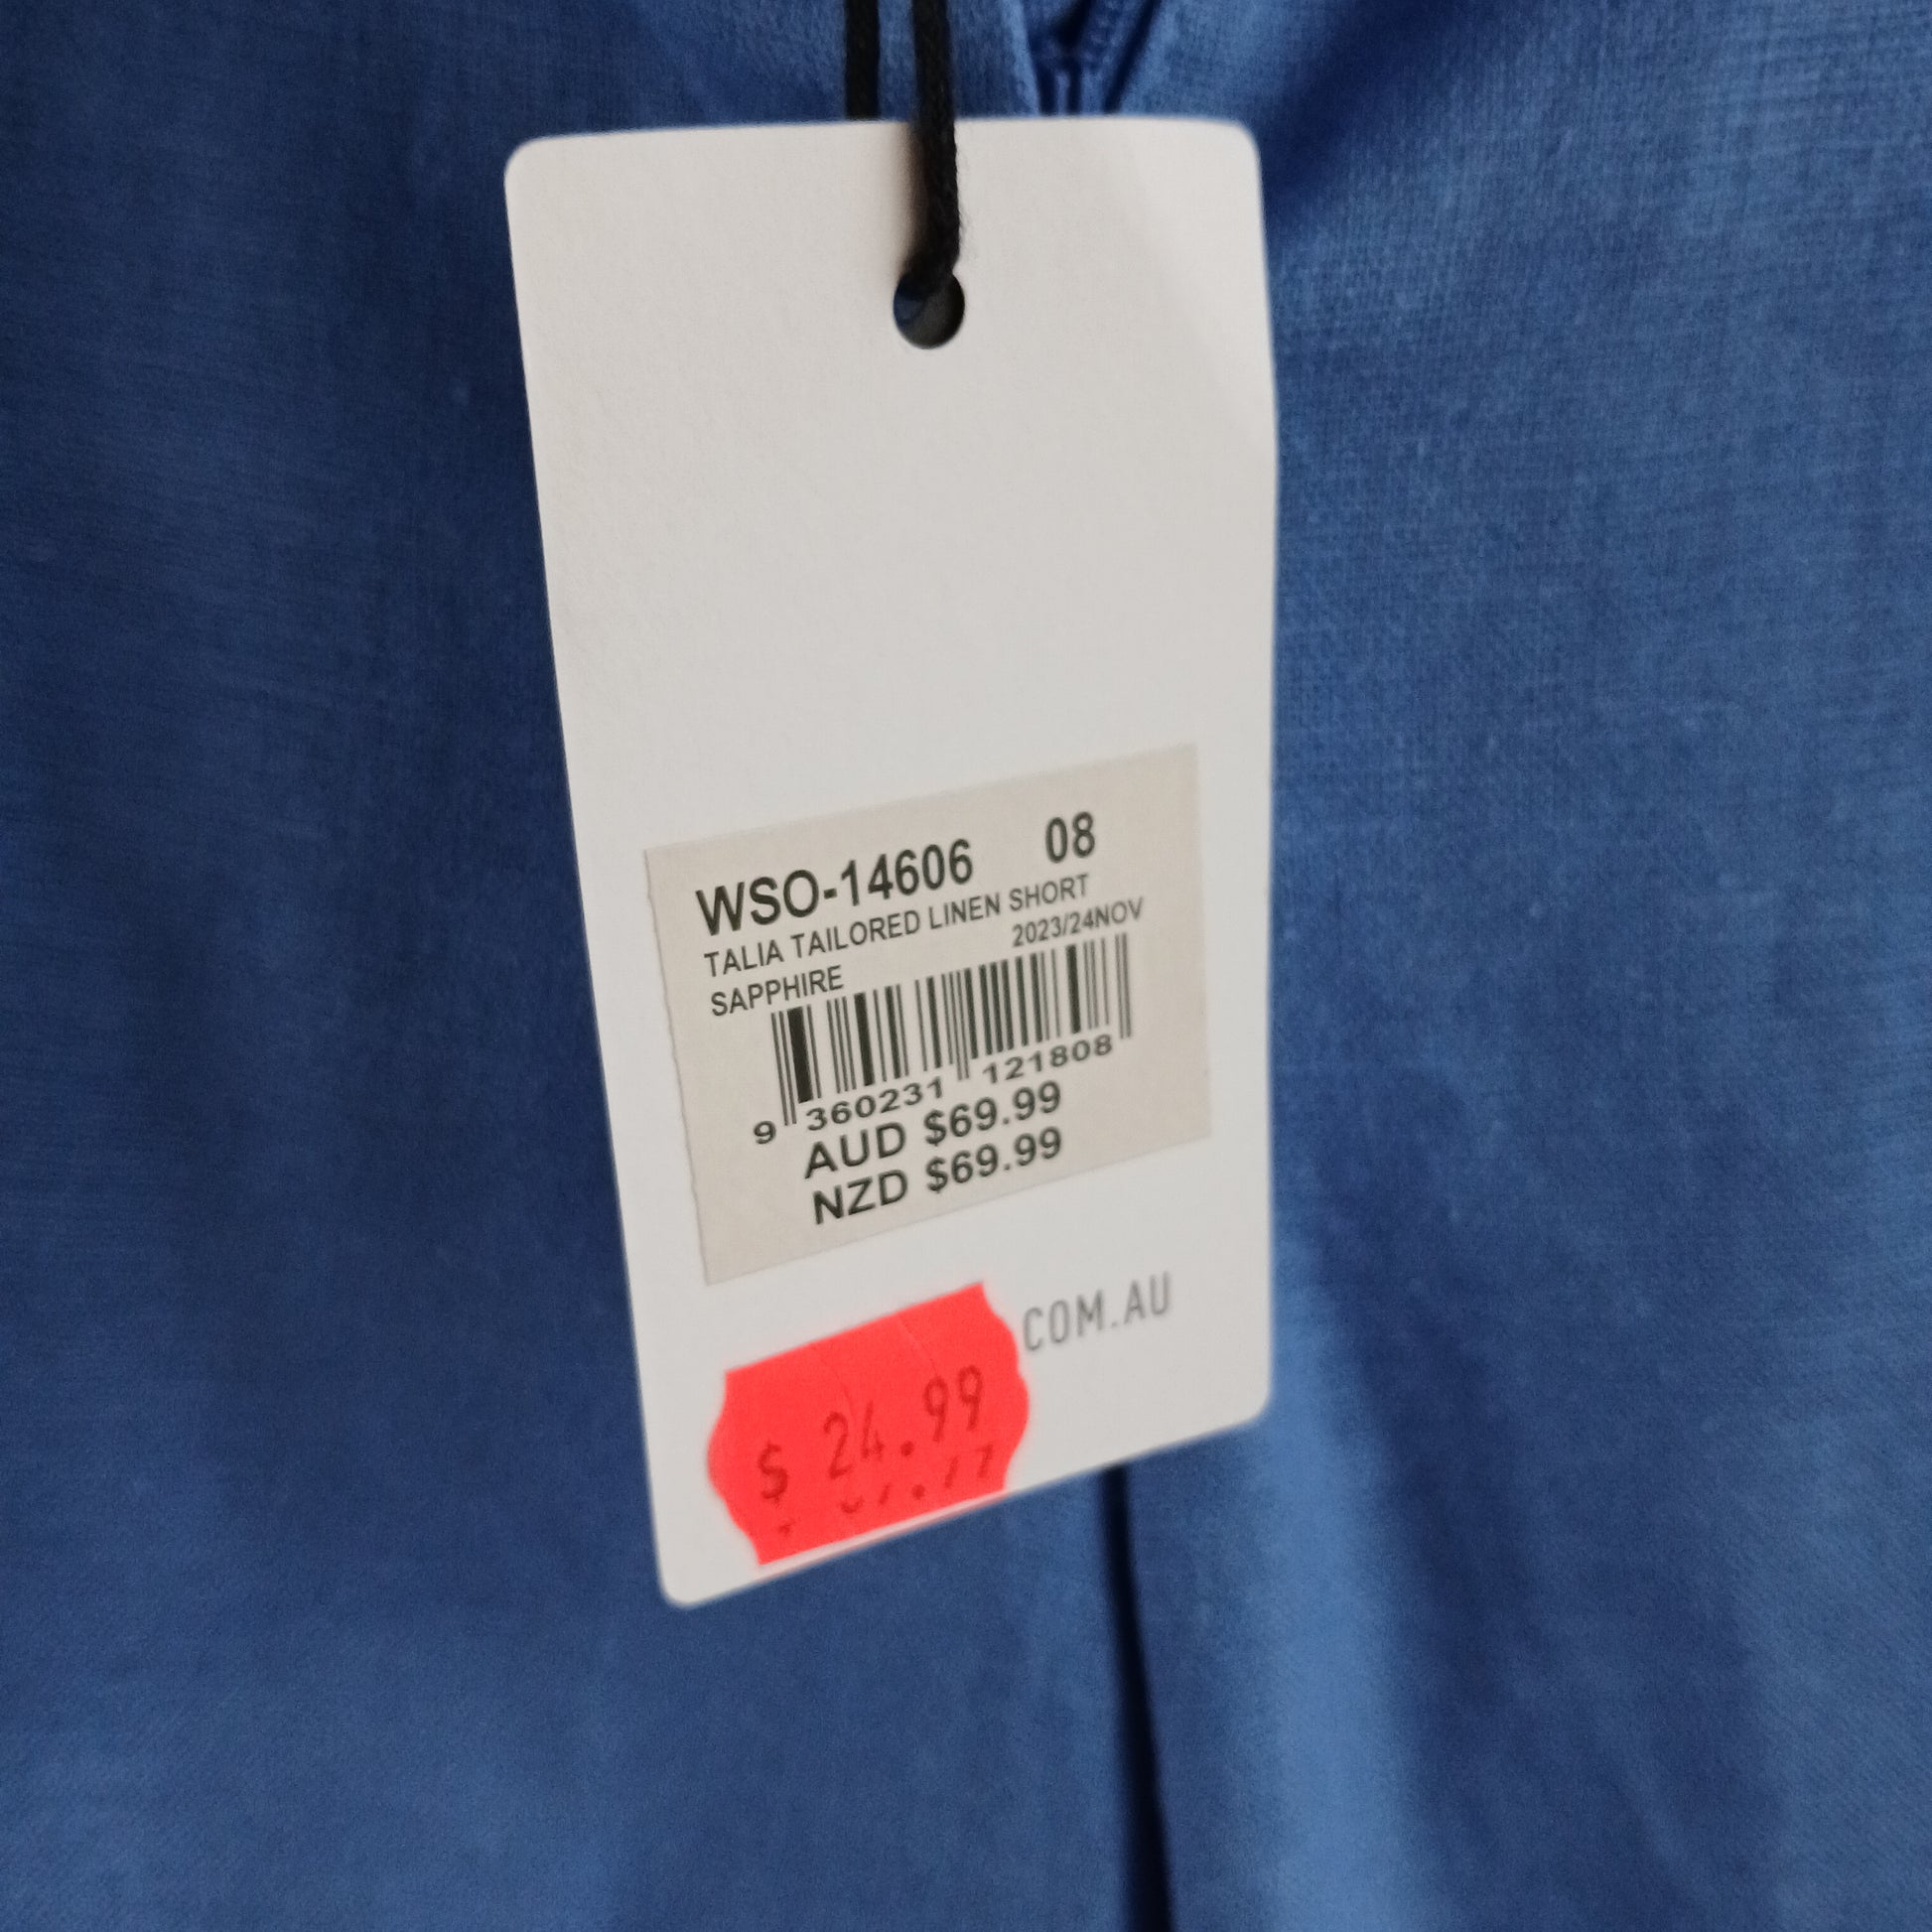 WSO-14606 08
TALIA TAILORED LINEN SHORT
2023/24NOV
SAPPHIRE
9 360231 121808
AUD $69.99
NZD $69.99
COM.AU
$ 24.99